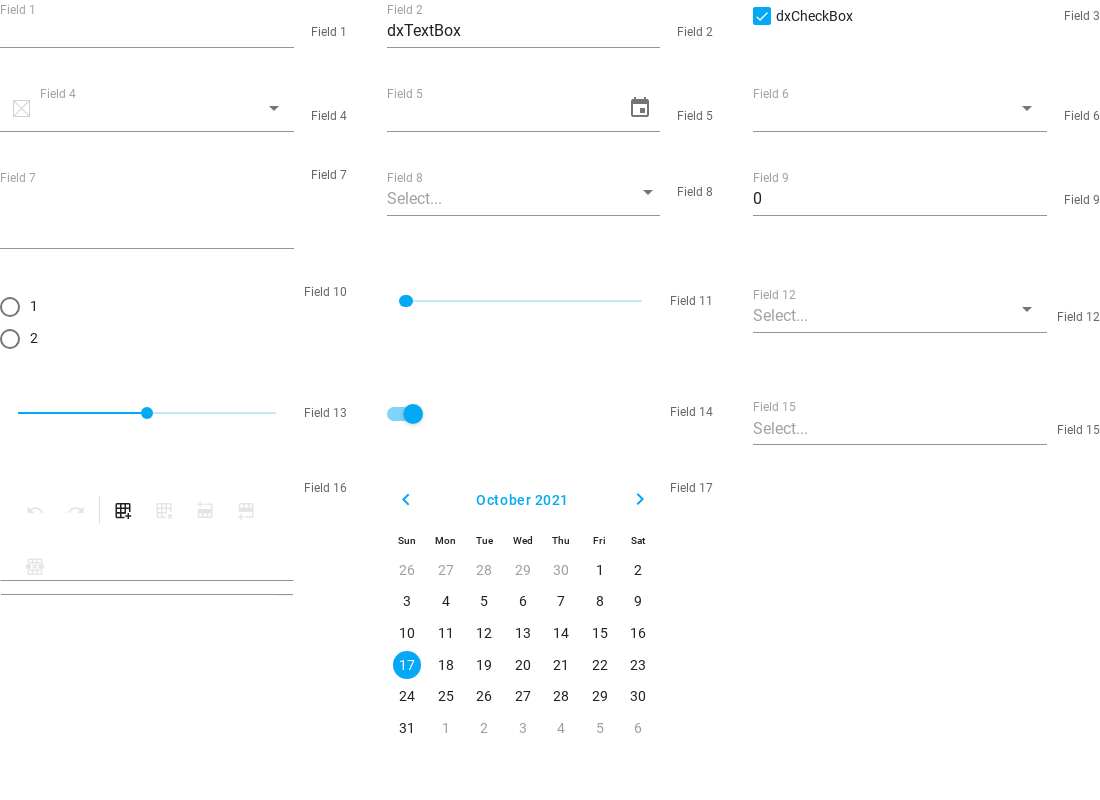 Field 1
Field 1
Field 2
dxTextBox
Field 2
dxCheckBox
Field 3
Field 4
Field 4
Field 5
Field 5
Field 6
Field 6
Field 7
Field 7
Field 8
Select...
Field 8
Field 9
0
Field 9
1
2
Field 10
Field 11
Field 12
Select...
Field 12
Field 13
Field 14
Field 15
Select...
Field 15
Field 16
October 2021
Field 17
Sun Mon Tue Wed Thu Fri Sat
26 27 28 29 30 1 2
3 4 5 6 7 8 9
10 11 12 13 14 15 16
17 18 19 20 21 22 23
24 25 26 27 28 29 30
31 1 2 3 4 5 6